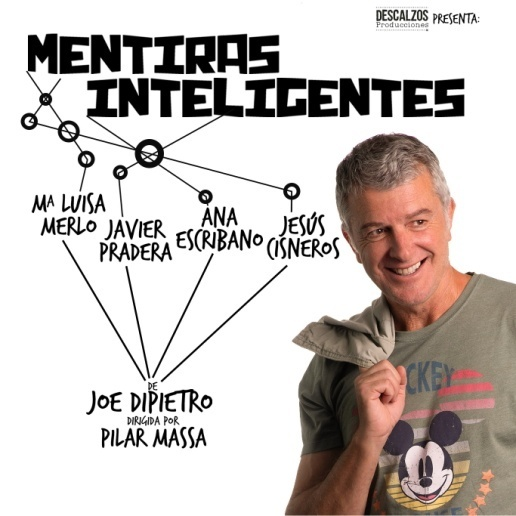 DESCALZOS
Producciones
PRESENTA:
MENTIRAS
INTELIGENTES
Mª LUISA
MERLO
JAVIER
PRADERA
ANA
ESCRIBANO
JESÚS
CISNEROS
DE
JOE DIPIETRO
DIRIGIDA POR
PILAR MASSA
MICKEY